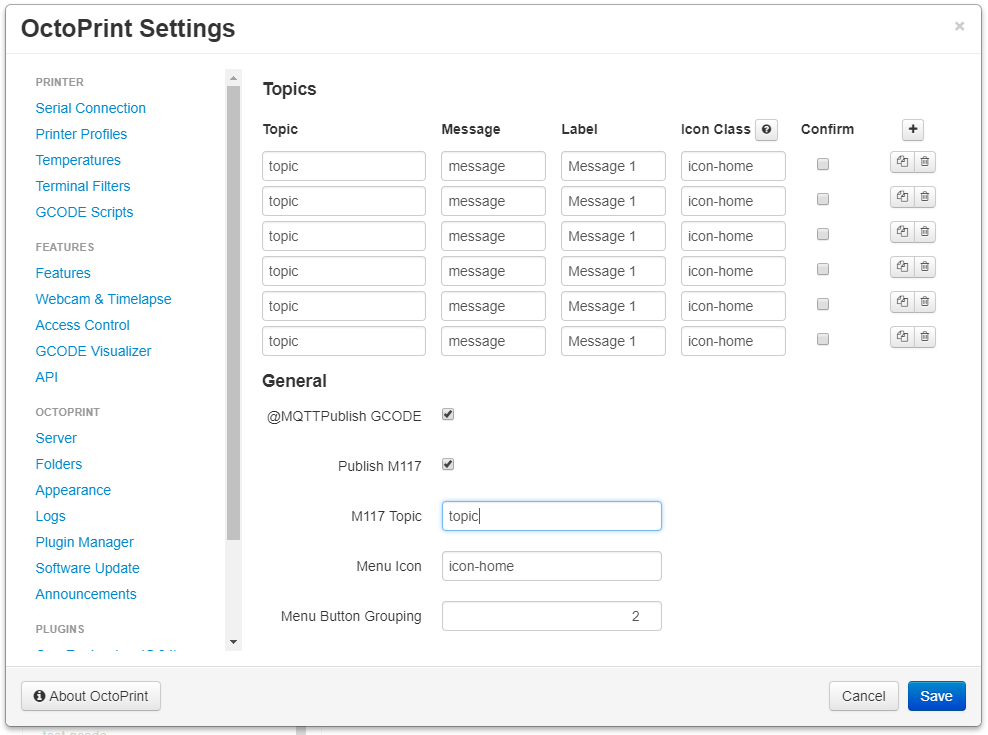 OctoPrint Settings
×
PRINTER
Serial Connection
Printer Profiles
Temperatures
Terminal Filters
GCODE Scripts
FEATURES
Features
Webcam & Timelapse
Access Control
GCODE Visualizer
API
OCTOPRINT
Server
Folders
Appearance
Logs
Plugin Manager
Software Update
Announcements
PLUGINS
Topics
Topic Message Label Icon Class ? Confirm +
topic message Message 1 icon-home
topic message Message 1 icon-home
topic message Message 1 icon-home
topic message Message 1 icon-home
topic message Message 1 icon-home
topic message Message 1 icon-home
General
@MQTTPublish GCODE
Publish M117
M117 Topic topic
Menu Icon icon-home
Menu Button Grouping 2
About OctoPrint
Cancel Save